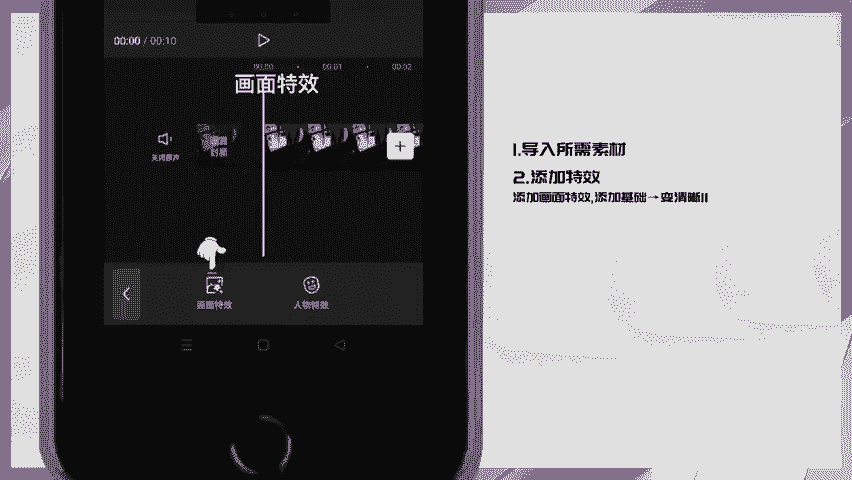 00:00 / 00:10
00:00 00:01 00:02
画面特效
关闭原声
设置
封面
画面特效
人物特效
1.导入所需素材
2.添加特效
添加画面特效,添加基础→变清晰II